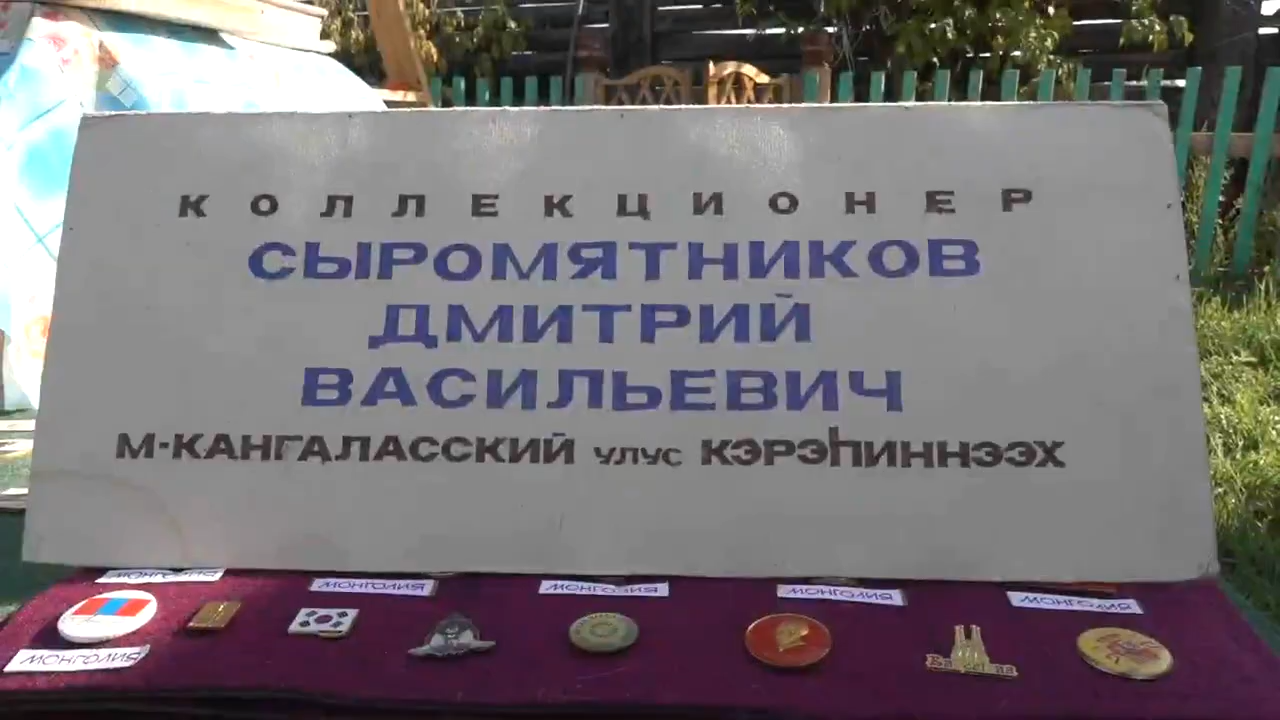 КОЛЛЕКЦИОНЕР
СЫРОМЯТНИКОВ
ДМИТРИЙ
ВАСИЛЬЕВИЧ
М-КАНГАЛАССКИЙ УЛУС КЭРЭҺИННЭЭХ
МОНГОЛИЯ
МОНГОЛИЯ
МОНГОЛИЯ
МОНГОЛИЯ
МОНГОЛИЯ
МОНГОЛИЯ